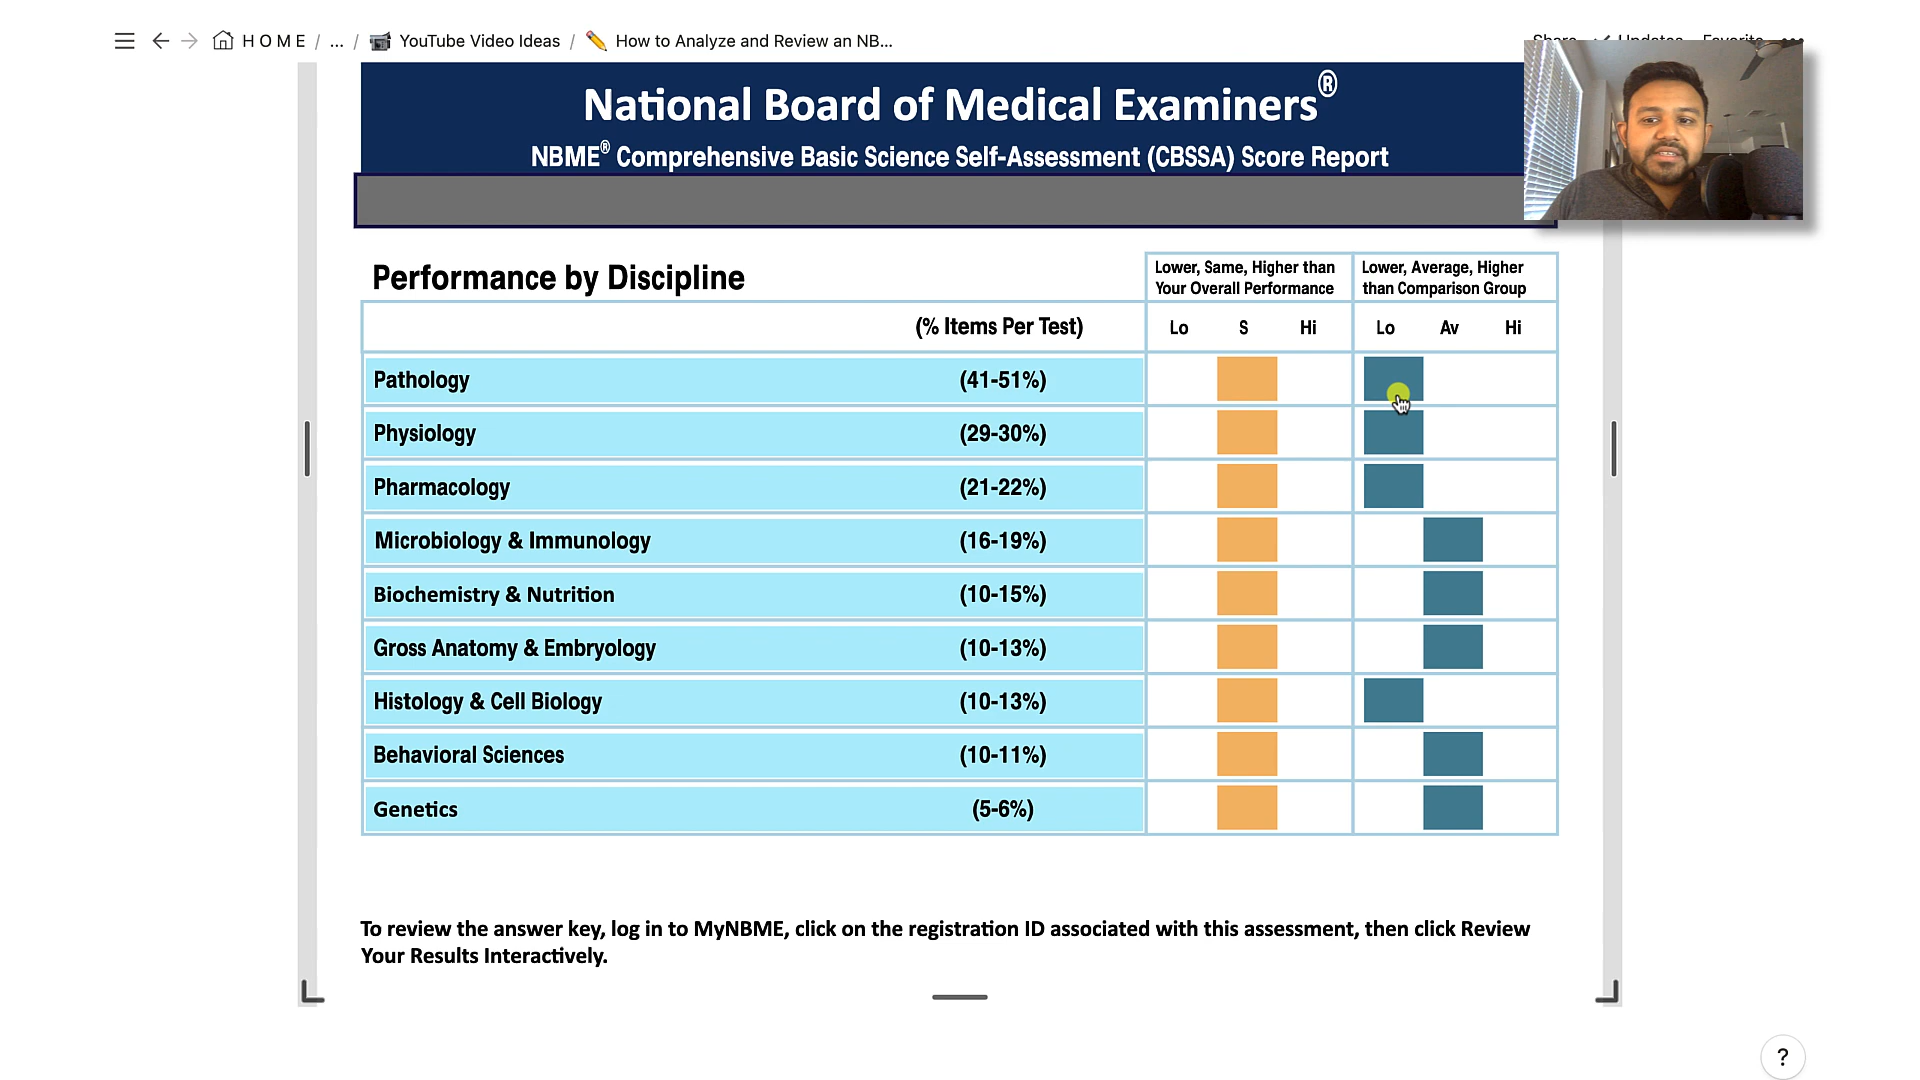 HOME / ... / YouTube Video Ideas / How to Analyze and Review an NB...
Share Updates Favorite
National Board of Medical Examiners®
NBME® Comprehensive Basic Science Self-Assessment (CBSSA) Score Report
Performance by Discipline
Lower, Same, Higher than
Your Overall Performance
Lower, Average, Higher
than Comparison Group
(% Items Per Test) Lo S Hi Lo Av Hi
Pathology (41-51%)
Physiology (29-30%)
Pharmacology (21-22%)
Microbiology & Immunology (16-19%)
Biochemistry & Nutrition (10-15%)
Gross Anatomy & Embryology (10-13%)
Histology & Cell Biology (10-13%)
Behavioral Sciences (10-11%)
Genetics (5-6%)
To review the answer key, log in to MyNBME, click on the registration ID associated with this assessment, then click Review
Your Results Interactively.
?